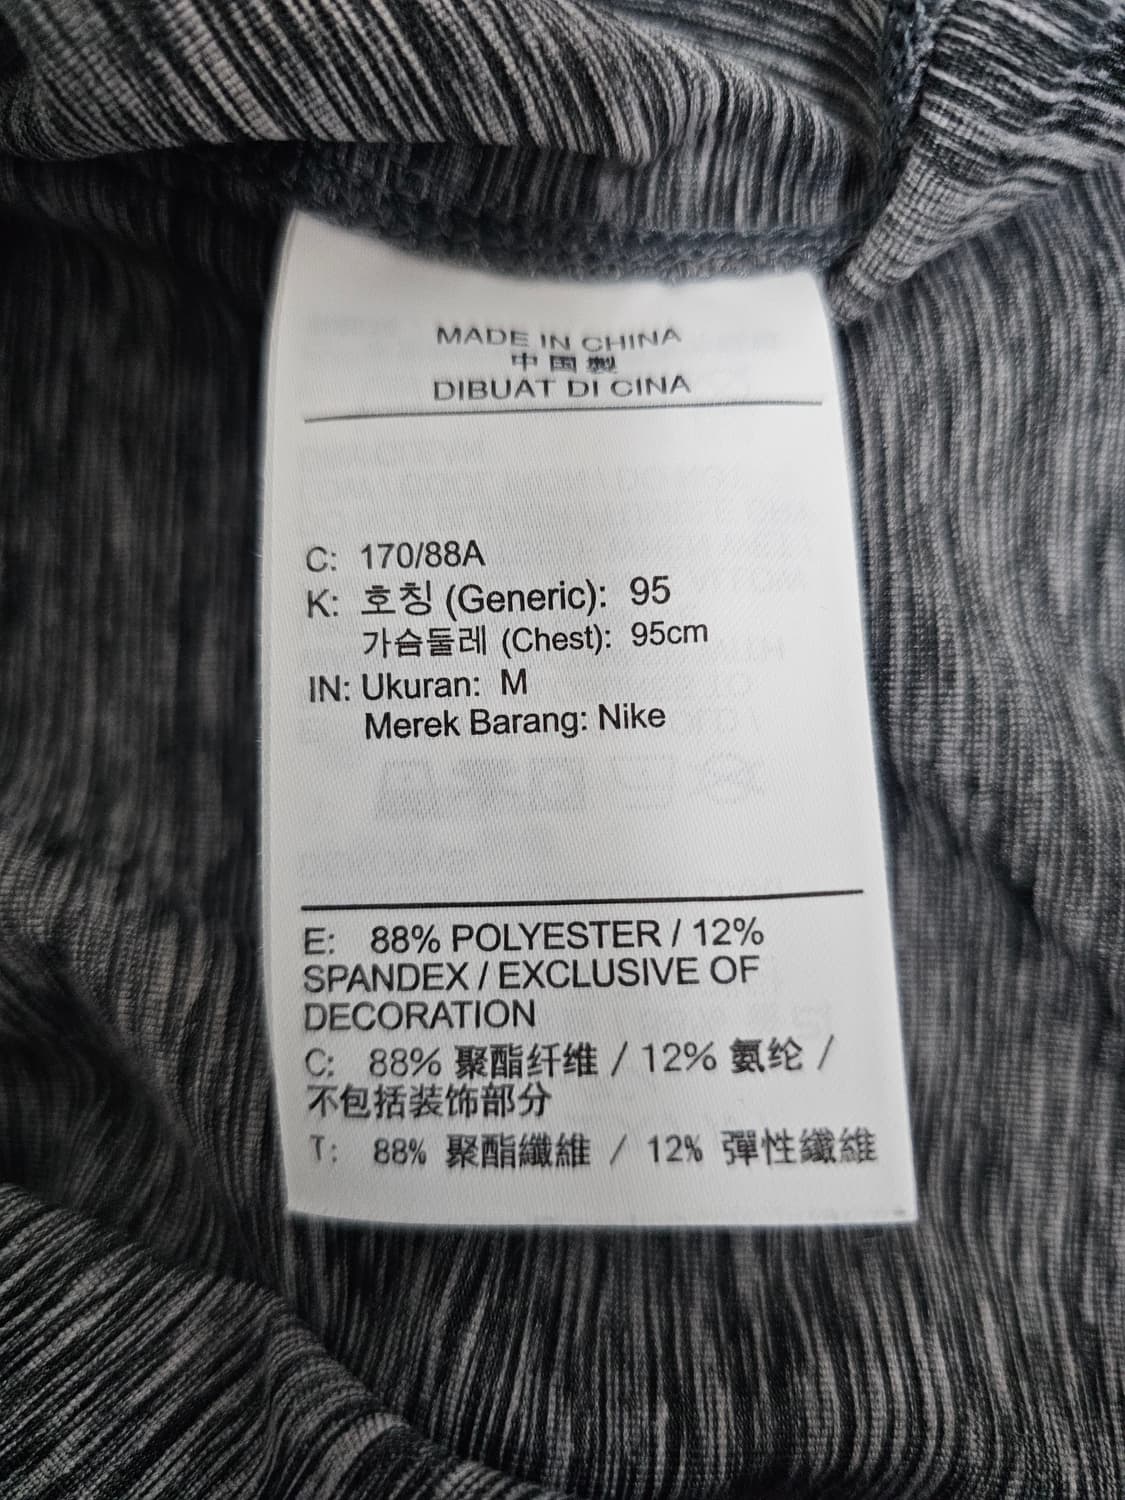 MADE IN CHINA
中国製
DIBUAT DI CINA
C: 170/88A
K: 호칭 (Generic): 95
가슴둘레 (Chest): 95cm
IN: Ukuran: M
Merek Barang: Nike
E: 88% POLYESTER / 12%
SPANDEX / EXCLUSIVE OF
DECORATION
C: 88% 聚酯纤维 / 12% 氨纶 /
不包括装饰部分
T: 88% 聚酯纖維 / 12% 彈性纖維